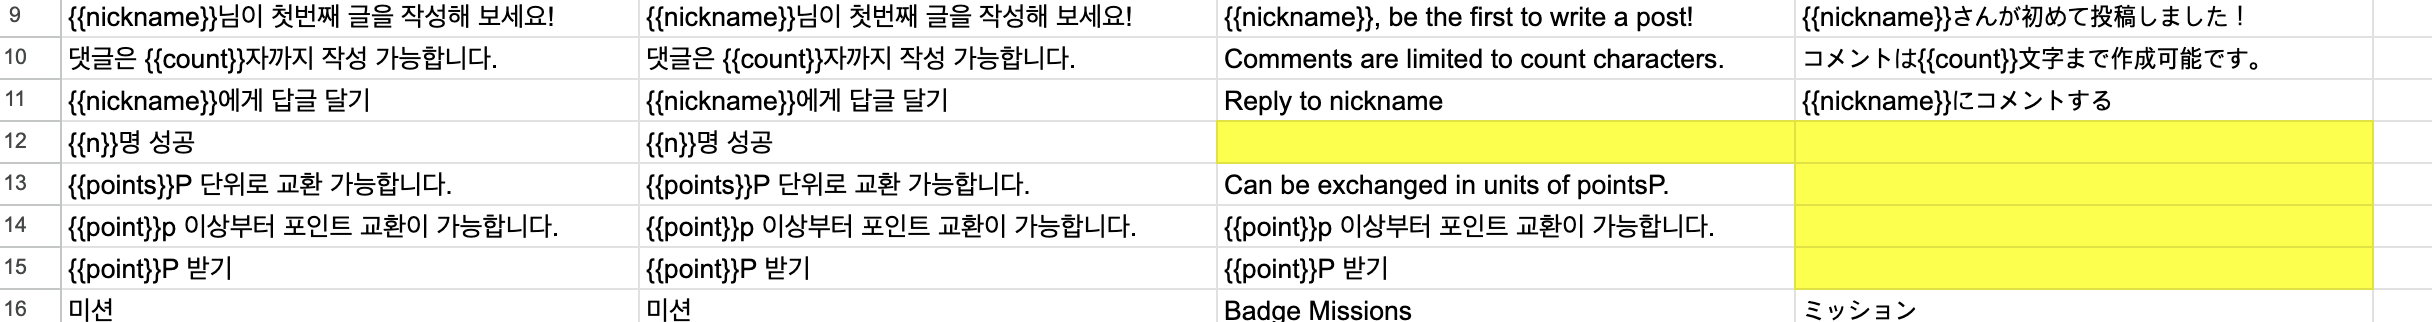 9 {{nickname}}님이 첫번째 글을 작성해 보세요! {{nickname}}님이 첫번째 글을 작성해 보세요! {{nickname}}, be the first to write a post! {{nickname}}さんが初めて投稿しました！
10 댓글은 {{count}}자까지 작성 가능합니다. 댓글은 {{count}}자까지 작성 가능합니다. Comments are limited to count characters. コメントは{{count}}文字まで作成可能です。
11 {{nickname}}에게 답글 달기 {{nickname}}에게 답글 달기 Reply to nickname {{nickname}}にコメントする
12 {{n}}명 성공 {{n}}명 성공
13 {{points}}P 단위로 교환 가능합니다. {{points}}P 단위로 교환 가능합니다. Can be exchanged in units of pointsP.
14 {{point}}p 이상부터 포인트 교환이 가능합니다. {{point}}p 이상부터 포인트 교환이 가능합니다. {{point}}p 이상부터 포인트 교환이 가능합니다.
15 {{point}}P 받기 {{point}}P 받기 {{point}}P 받기
16 미션 미션 Badge Missions ミッション